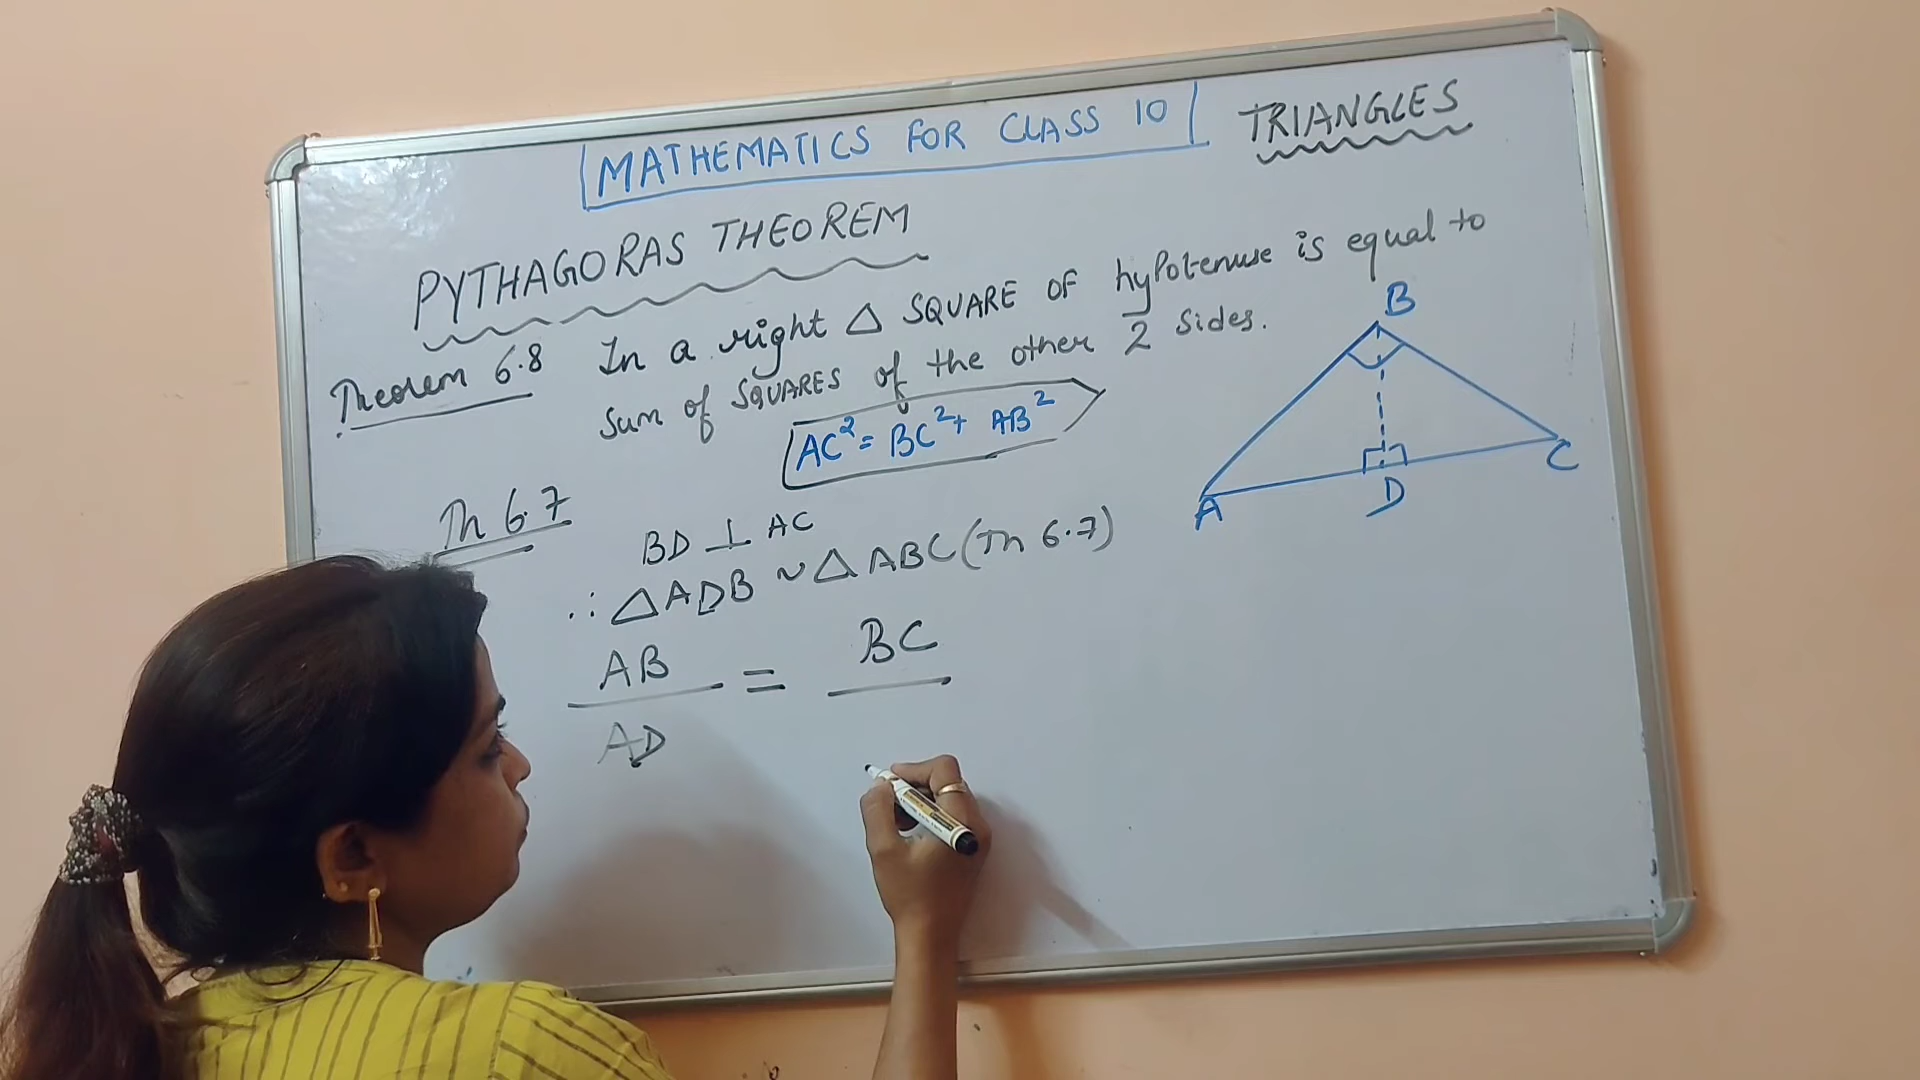 MATHEMATICS FOR CLASS 10
TRIANGLES
PYTHAGORAS THEOREM
Theorem 6.8 In a right △ SQUARE OF hypotenuse is equal to
sum of SQUARES of the other 2 sides.
AC² = BC² + AB²
B
A
D
C
Th 6.7
BD ⊥ AC
∴ △ADB ~ △ABC (Th 6.7)
AB = BC
AD